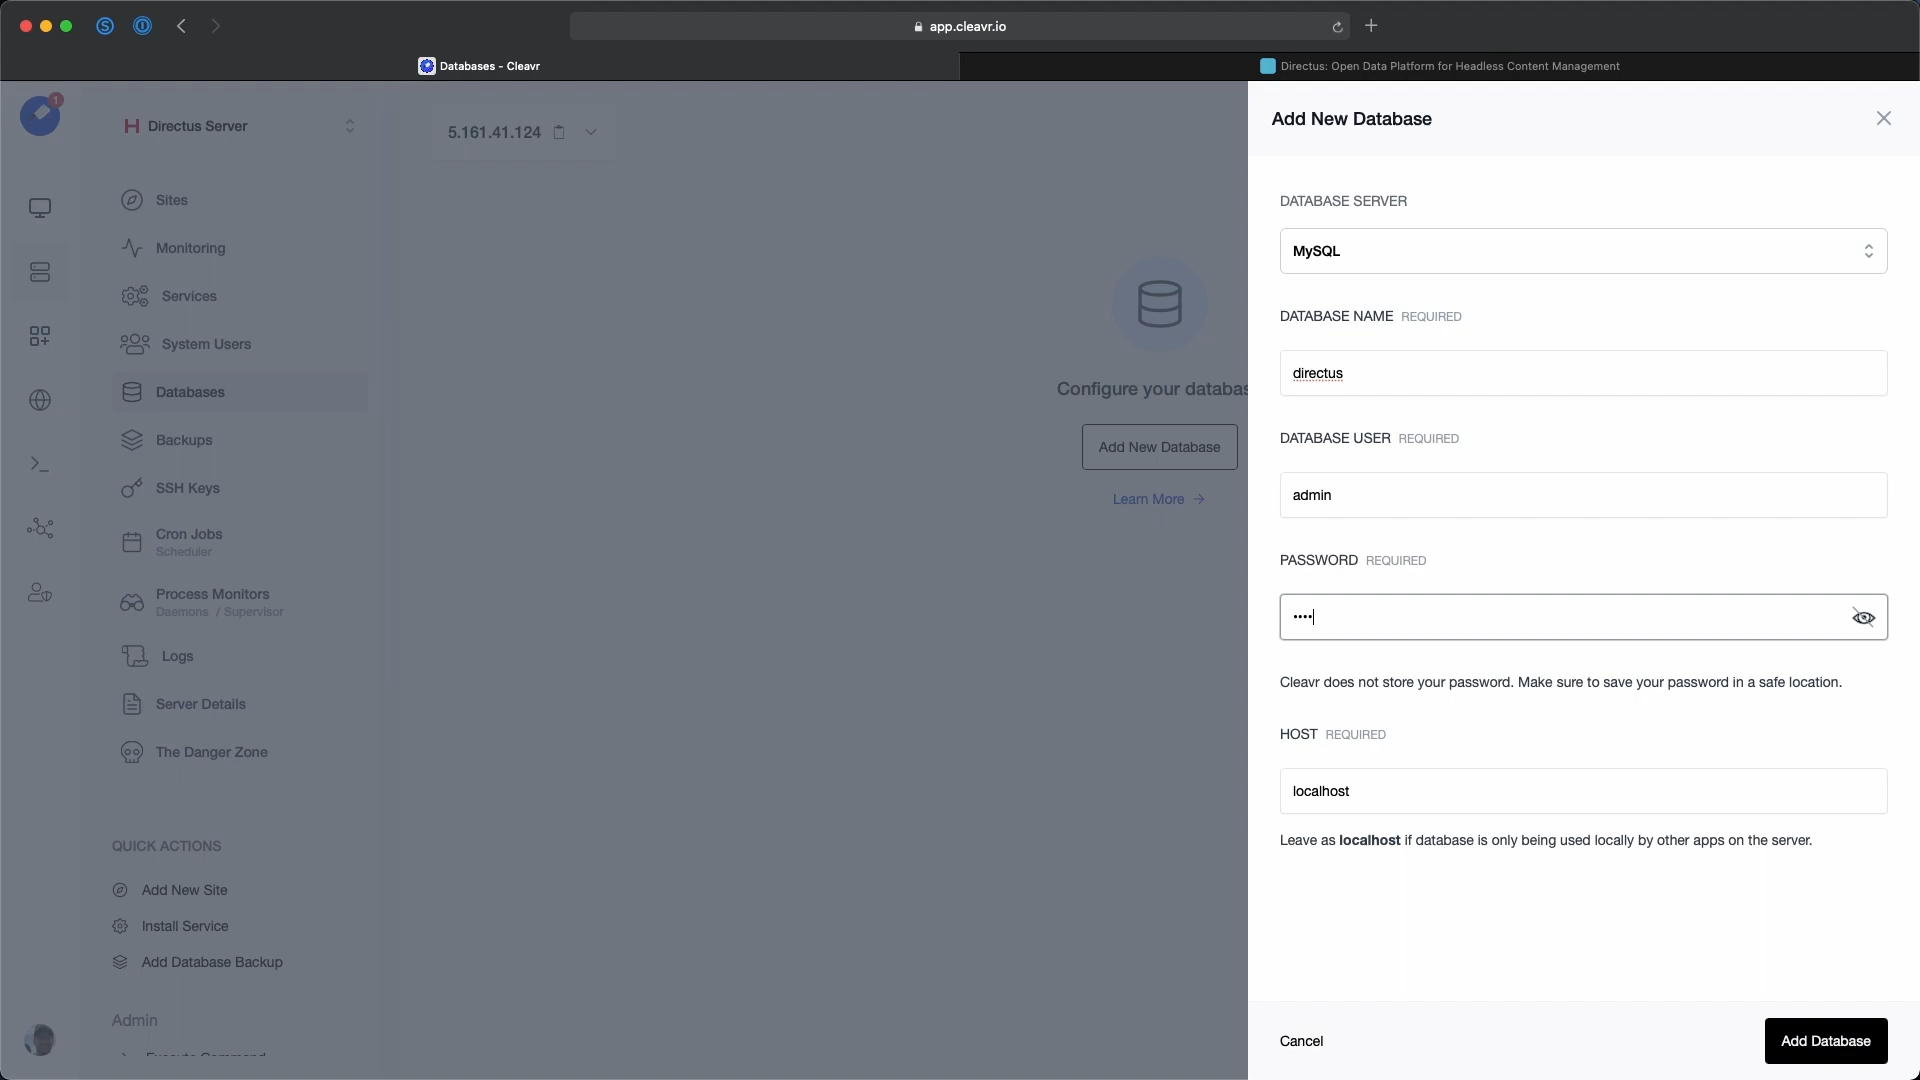 app.cleavr.io
Databases - Cleavr
Directus: Open Data Platform for Headless Content Management
1
Directus Server
5.161.41.124
Sites
Monitoring
Services
System Users
Databases
Backups
SSH Keys
Cron Jobs
Scheduler
Process Monitors
Daemons / Supervisor
Logs
Server Details
The Danger Zone
QUICK ACTIONS
Add New Site
Install Service
Add Database Backup
Admin
Execute Command
Configure your databas
Add New Database
Learn More →
Add New Database
DATABASE SERVER
MySQL
DATABASE NAME REQUIRED
directus
DATABASE USER REQUIRED
admin
PASSWORD REQUIRED
••••
Cleavr does not store your password. Make sure to save your password in a safe location.
HOST REQUIRED
localhost
Leave as localhost if database is only being used locally by other apps on the server.
Cancel
Add Database